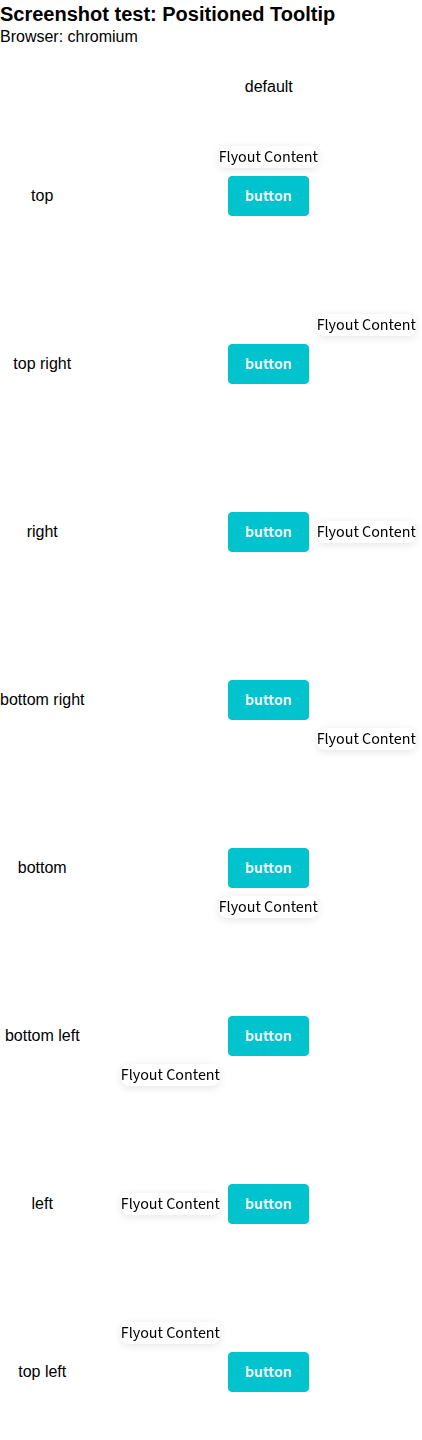 Screenshot test: Positioned Tooltip
Browser: chromium
default
Flyout Content
top
button
Flyout Content
top right
button
right
button
Flyout Content
bottom right
button
Flyout Content
bottom
button
Flyout Content
bottom left
button
Flyout Content
left
Flyout Content
button
Flyout Content
top left
button